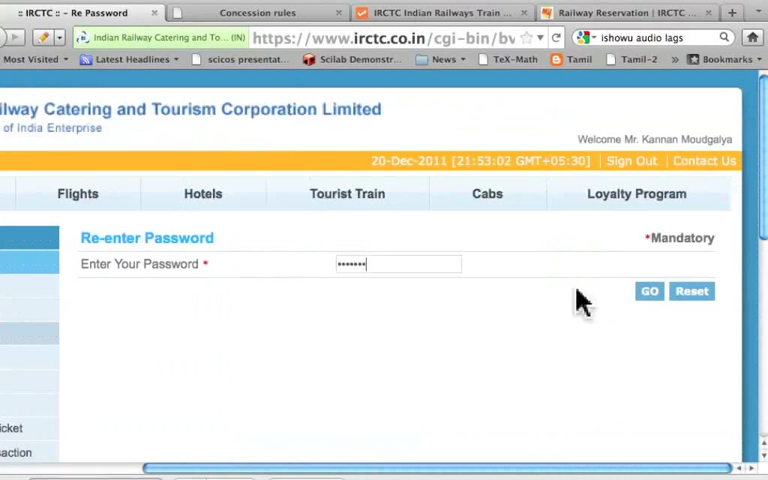 :: IRCTC :: - Re Password
Concession rules
IRCTC Indian Railways Train ...
Railway Reservation | IRCTC ...
Indian Railway Catering and To... (IN)
https://www.irctc.co.in/cgi-bin/bv
ishowu audio lags
Most Visited
Latest Headlines
scicos presentat...
Scilab Demonstr...
News
TeX-Math
Tamil
Tamil-2
»
Bookmarks
ilway Catering and Tourism Corporation Limited
of India Enterprise
Welcome Mr. Kannan Moudgalya
20-Dec-2011 [21:53:02 GMT+05:30] | Sign Out | Contact Us
Flights
Hotels
Tourist Train
Cabs
Loyalty Program
Re-enter Password
*Mandatory
Enter Your Password *
•••••••
GO
Reset
icket
saction